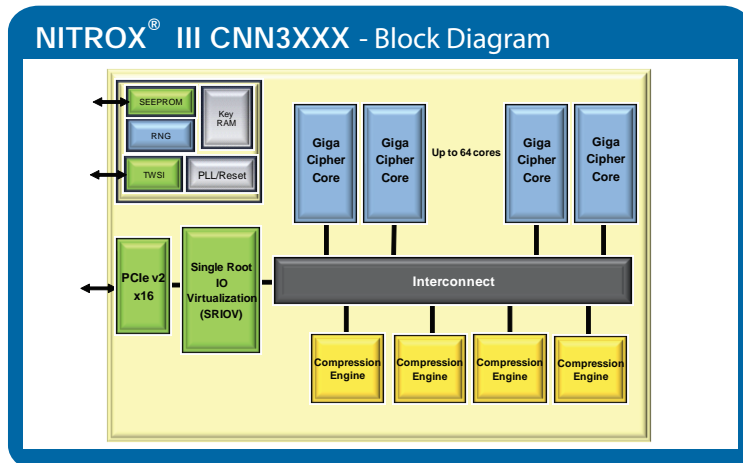 NITROX® III CNN3XXX - Block Diagram
SEEPROM
Key
RAM
RNG
TWSI
PLL/Reset
Giga
Cipher
Core
Giga
Cipher
Core
Up to 64 cores
Giga
Cipher
Core
Giga
Cipher
Core
PCIe v2
x16
Single Root
IO
Virtualization
(SRIOV)
Interconnect
Compression
Engine
Compression
Engine
Compression
Engine
Compression
Engine